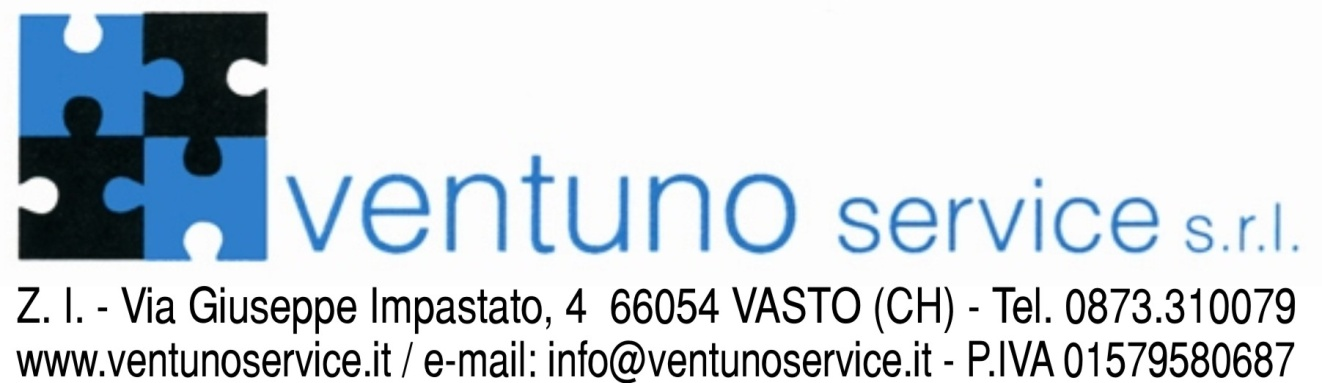 ventuno service s.r.l.
Z. I. - Via Giuseppe Impastato, 4 66054 VASTO (CH) - Tel. 0873.310079
www.ventunoservice.it / e-mail: info@ventunoservice.it - P.IVA 01579580687